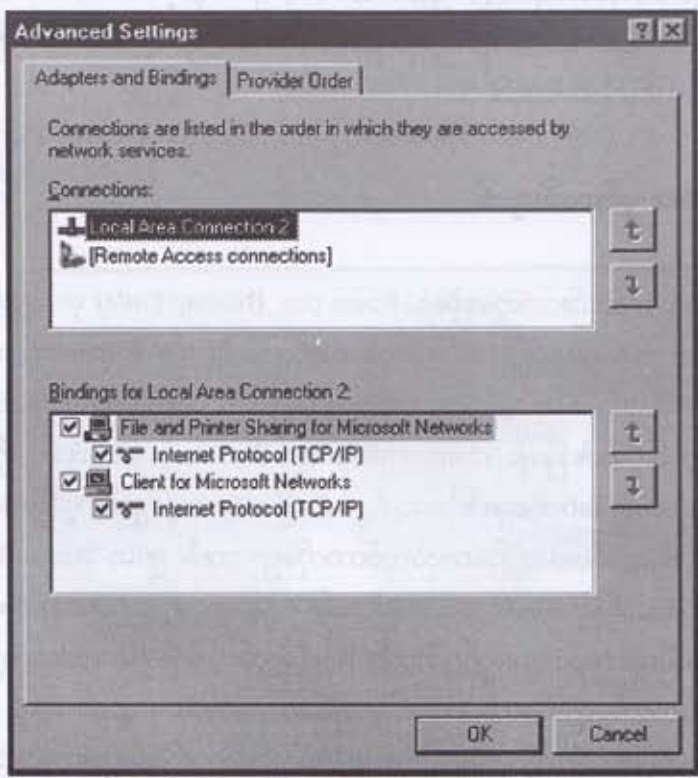 Advanced Settings
Adapters and Bindings Provider Order
Connections are listed in the order in which they are accessed by
network services.
Connections:
Local Area Connection 2
[Remote Access connections]
Bindings for Local Area Connection 2:
File and Printer Sharing for Microsoft Networks
Internet Protocol (TCP/IP)
Client for Microsoft Networks
Internet Protocol (TCP/IP)
OK Cancel